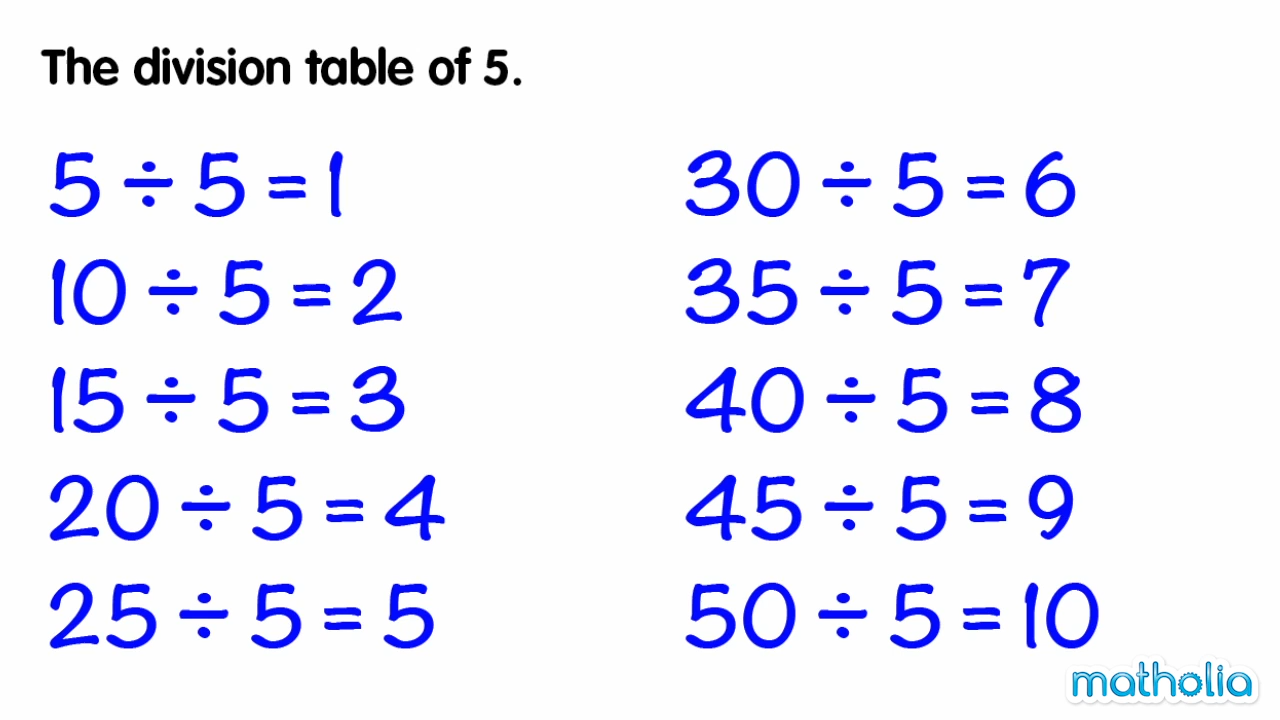 The division table of 5.
5 ÷ 5 = 1
10 ÷ 5 = 2
15 ÷ 5 = 3
20 ÷ 5 = 4
25 ÷ 5 = 5
30 ÷ 5 = 6
35 ÷ 5 = 7
40 ÷ 5 = 8
45 ÷ 5 = 9
50 ÷ 5 = 10
matholia